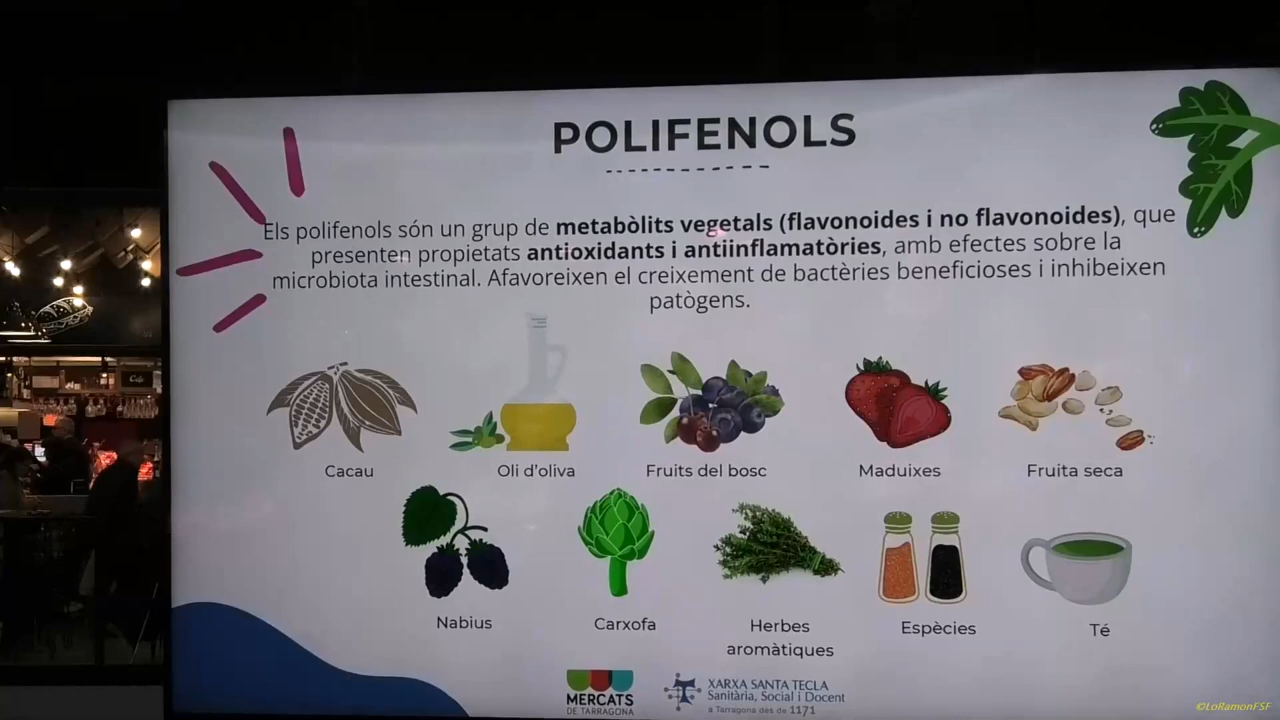 POLIFENOLS
Els polifenols són un grup de metabòlits vegetals (flavonoides i no flavonoides), que
presenten propietats antioxidants i antiinflamatòries, amb efectes sobre la
microbiota intestinal. Afavoreixen el creixement de bactèries beneficioses i inhibeixen
patògens.
Cacau
Oli d'oliva
Fruits del bosc
Maduixes
Fruita seca
Nabius
Carxofa
Herbes
aromàtiques
Espècies
Té
MERCATS
DE TARRAGONA
XARXA SANTA TECLA
Sanitària, Social i Docent
a Tarragona des de 1171
Cafe
©LoRamonFSF